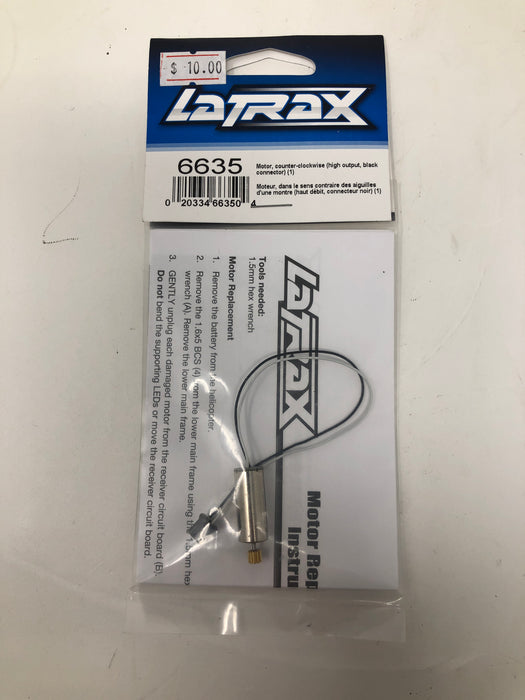 $ 10.00
LATRAX
6635
Motor, counter-clockwise (high output, black
connector) (1)
Moteur, dans le sens contraire des aiguilles
d'une montre (haut débit, connecteur noir) (1)
0 20334 66350 4
LATRAX
Motor Rep
Instru
Tools needed:
1.5mm hex wrench
Motor Replacement
1. Remove the battery from the helicopter.
2. Remove the 1.6x5 BCS (4) from the lower main frame using the 1.5mm hex
wrench (A). Remove the lower main frame.
3. GENTLY unplug each damaged motor from the receiver circuit board (B).
Do not bend the supporting LEDs or move the receiver circuit board.